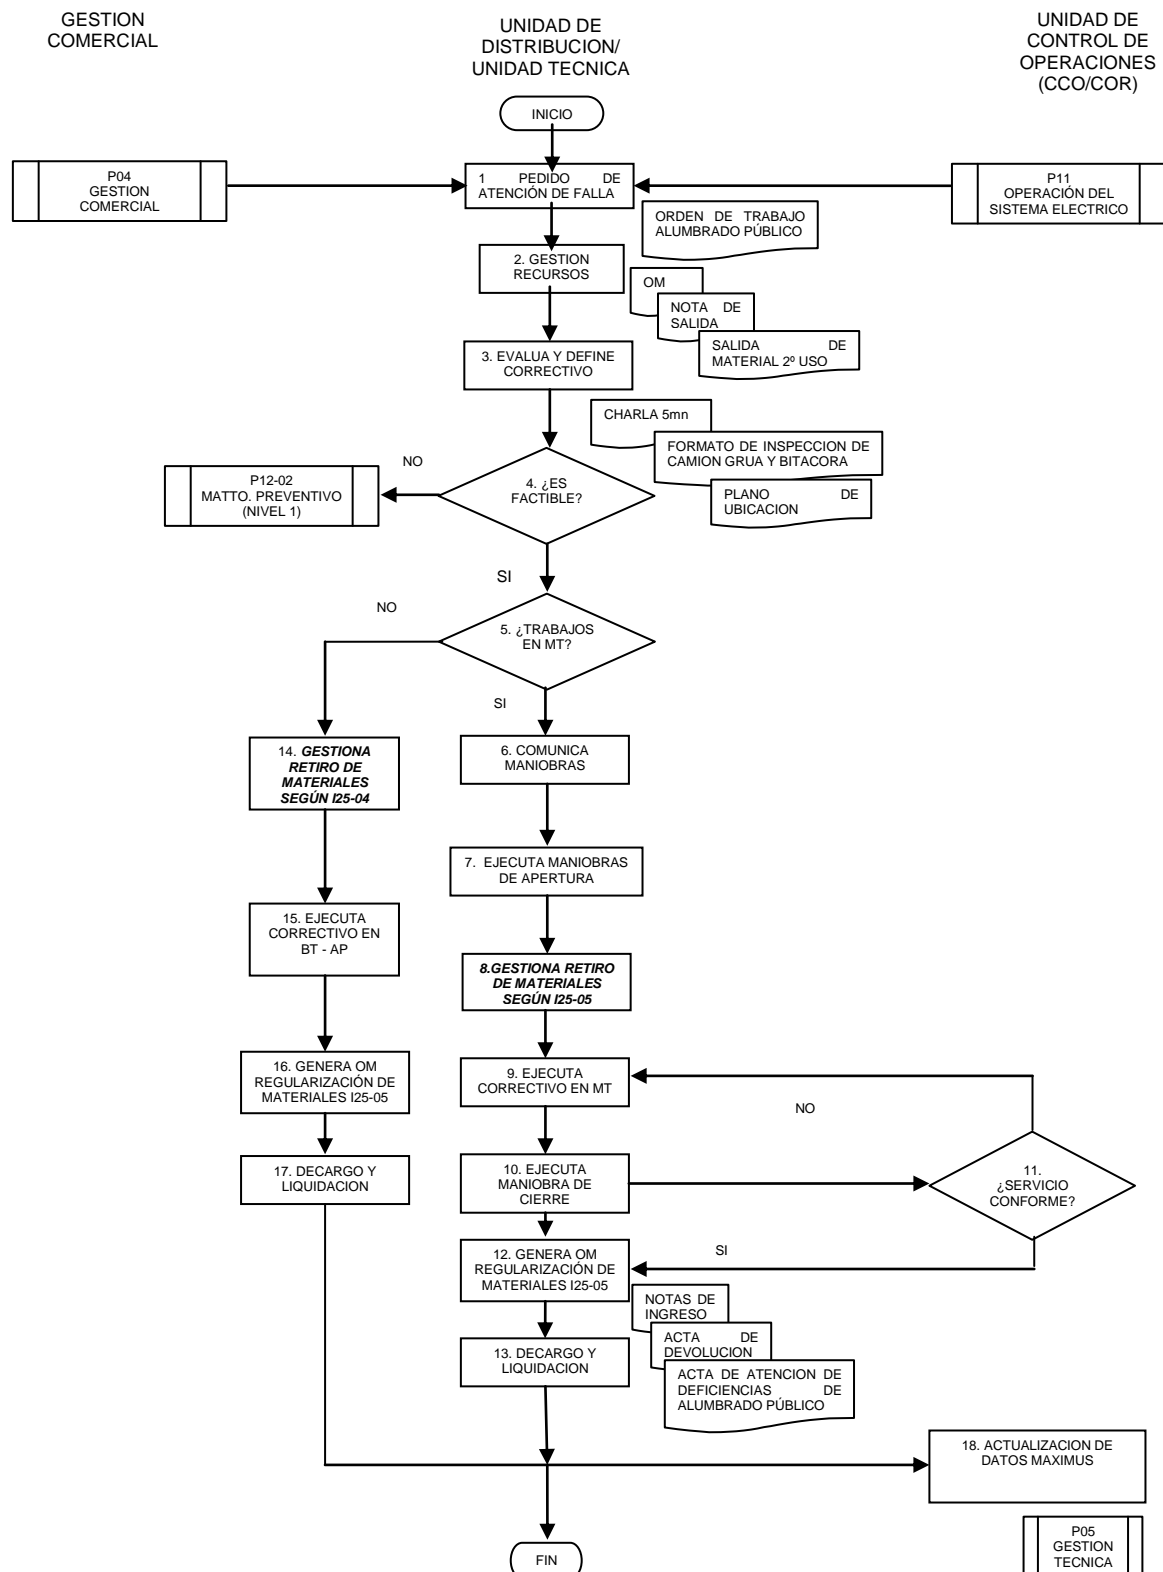 GESTION
COMERCIAL
UNIDAD DE
DISTRIBUCION/
UNIDAD TECNICA
UNIDAD DE
CONTROL DE
OPERACIONES
(CCO/COR)
INICIO
P04
GESTION
COMERCIAL
1 PEDIDO DE
ATENCIÓN DE FALLA
P11
OPERACIÓN DEL
SISTEMA ELECTRICO
ORDEN DE TRABAJO
ALUMBRADO PÚBLICO
2. GESTION
RECURSOS
OM
NOTA DE
SALIDA
SALIDA DE
MATERIAL 2º USO
3. EVALUA Y DEFINE
CORRECTIVO
CHARLA 5mn
FORMATO DE INSPECCION DE
CAMION GRUA Y BITACORA
PLANO DE
UBICACION
NO
P12-02
MATTO. PREVENTIVO
(NIVEL 1)
4. ¿ES
FACTIBLE?
SI
NO
5. ¿TRABAJOS
EN MT?
SI
14. GESTIONA
RETIRO DE
MATERIALES
SEGÚN I25-04
6. COMUNICA
MANIOBRAS
7. EJECUTA MANIOBRAS
DE APERTURA
15. EJECUTA
CORRECTIVO EN
BT - AP
8.GESTIONA RETIRO
DE MATERIALES
SEGÚN I25-05
16. GENERA OM
REGULARIZACIÓN DE
MATERIALES I25-05
9. EJECUTA
CORRECTIVO EN MT
NO
17. DECARGO Y
LIQUIDACION
10. EJECUTA
MANIOBRA DE
CIERRE
11.
¿SERVICIO
CONFORME?
12. GENERA OM
REGULARIZACIÓN DE
MATERIALES I25-05
SI
NOTAS DE
INGRESO
ACTA DE
DEVOLUCION
ACTA DE ATENCION DE
DEFICIENCIAS DE
ALUMBRADO PÚBLICO
13. DECARGO Y
LIQUIDACION
18. ACTUALIZACION DE
DATOS MAXIMUS
P05
GESTION
TECNICA
FIN